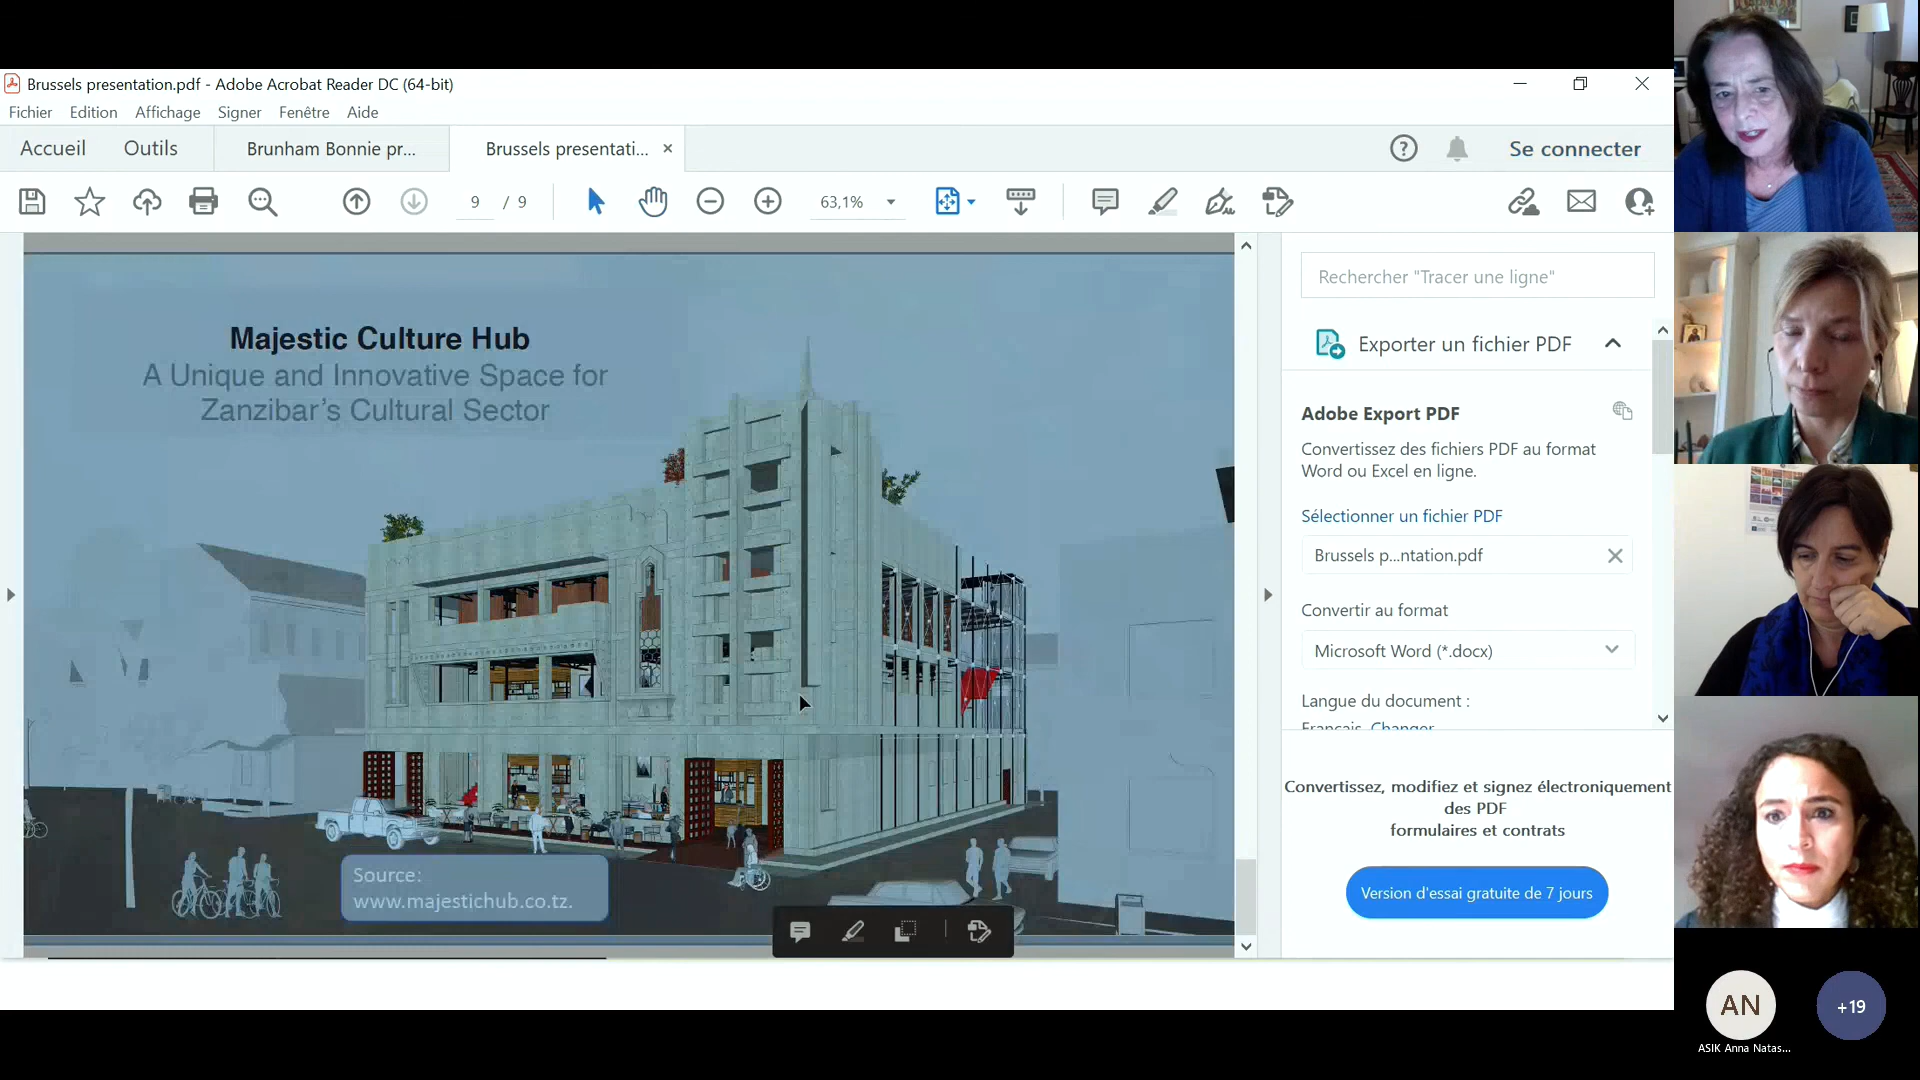 Brussels presentation.pdf - Adobe Acrobat Reader DC (64-bit)
Fichier Edition Affichage Signer Fenêtre Aide
Accueil Outils Brunham Bonnie pr... Brussels presentati... Se connecter
9 / 9 63,1%
Majestic Culture Hub
A Unique and Innovative Space for
Zanzibar's Cultural Sector
Source:
www.majestichub.co.tz.
Rechercher "Tracer une ligne"
Exporter un fichier PDF
Adobe Export PDF
Convertissez des fichiers PDF au format
Word ou Excel en ligne.
Sélectionner un fichier PDF
Brussels p...ntation.pdf
Convertir au format
Microsoft Word (*.docx)
Langue du document :
Français Changer
Convertissez, modifiez et signez électroniquement
des PDF
formulaires et contrats
Version d'essai gratuite de 7 jours
AN
+19
ASIK Anna Natas...